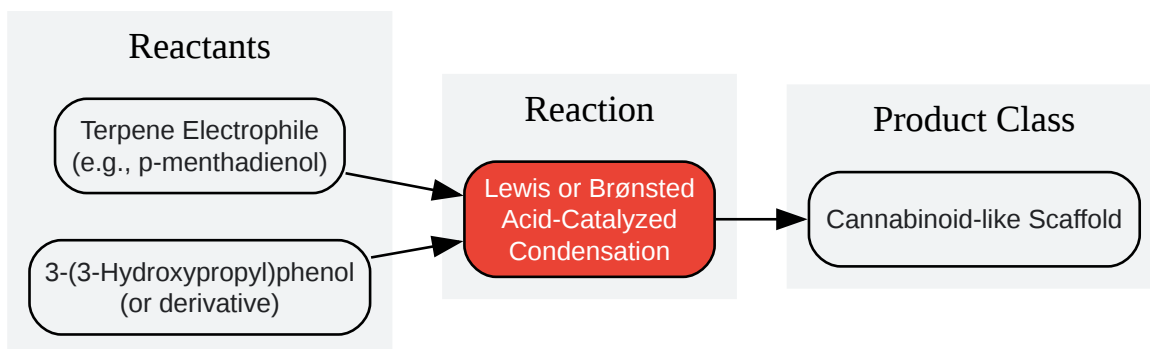 Reactants
Terpene Electrophile
(e.g., p-menthadienol)
3-(3-Hydroxypropyl)phenol
(or derivative)
Reaction
Lewis or Brønsted
Acid-Catalyzed
Condensation
Product Class
Cannabinoid-like Scaffold